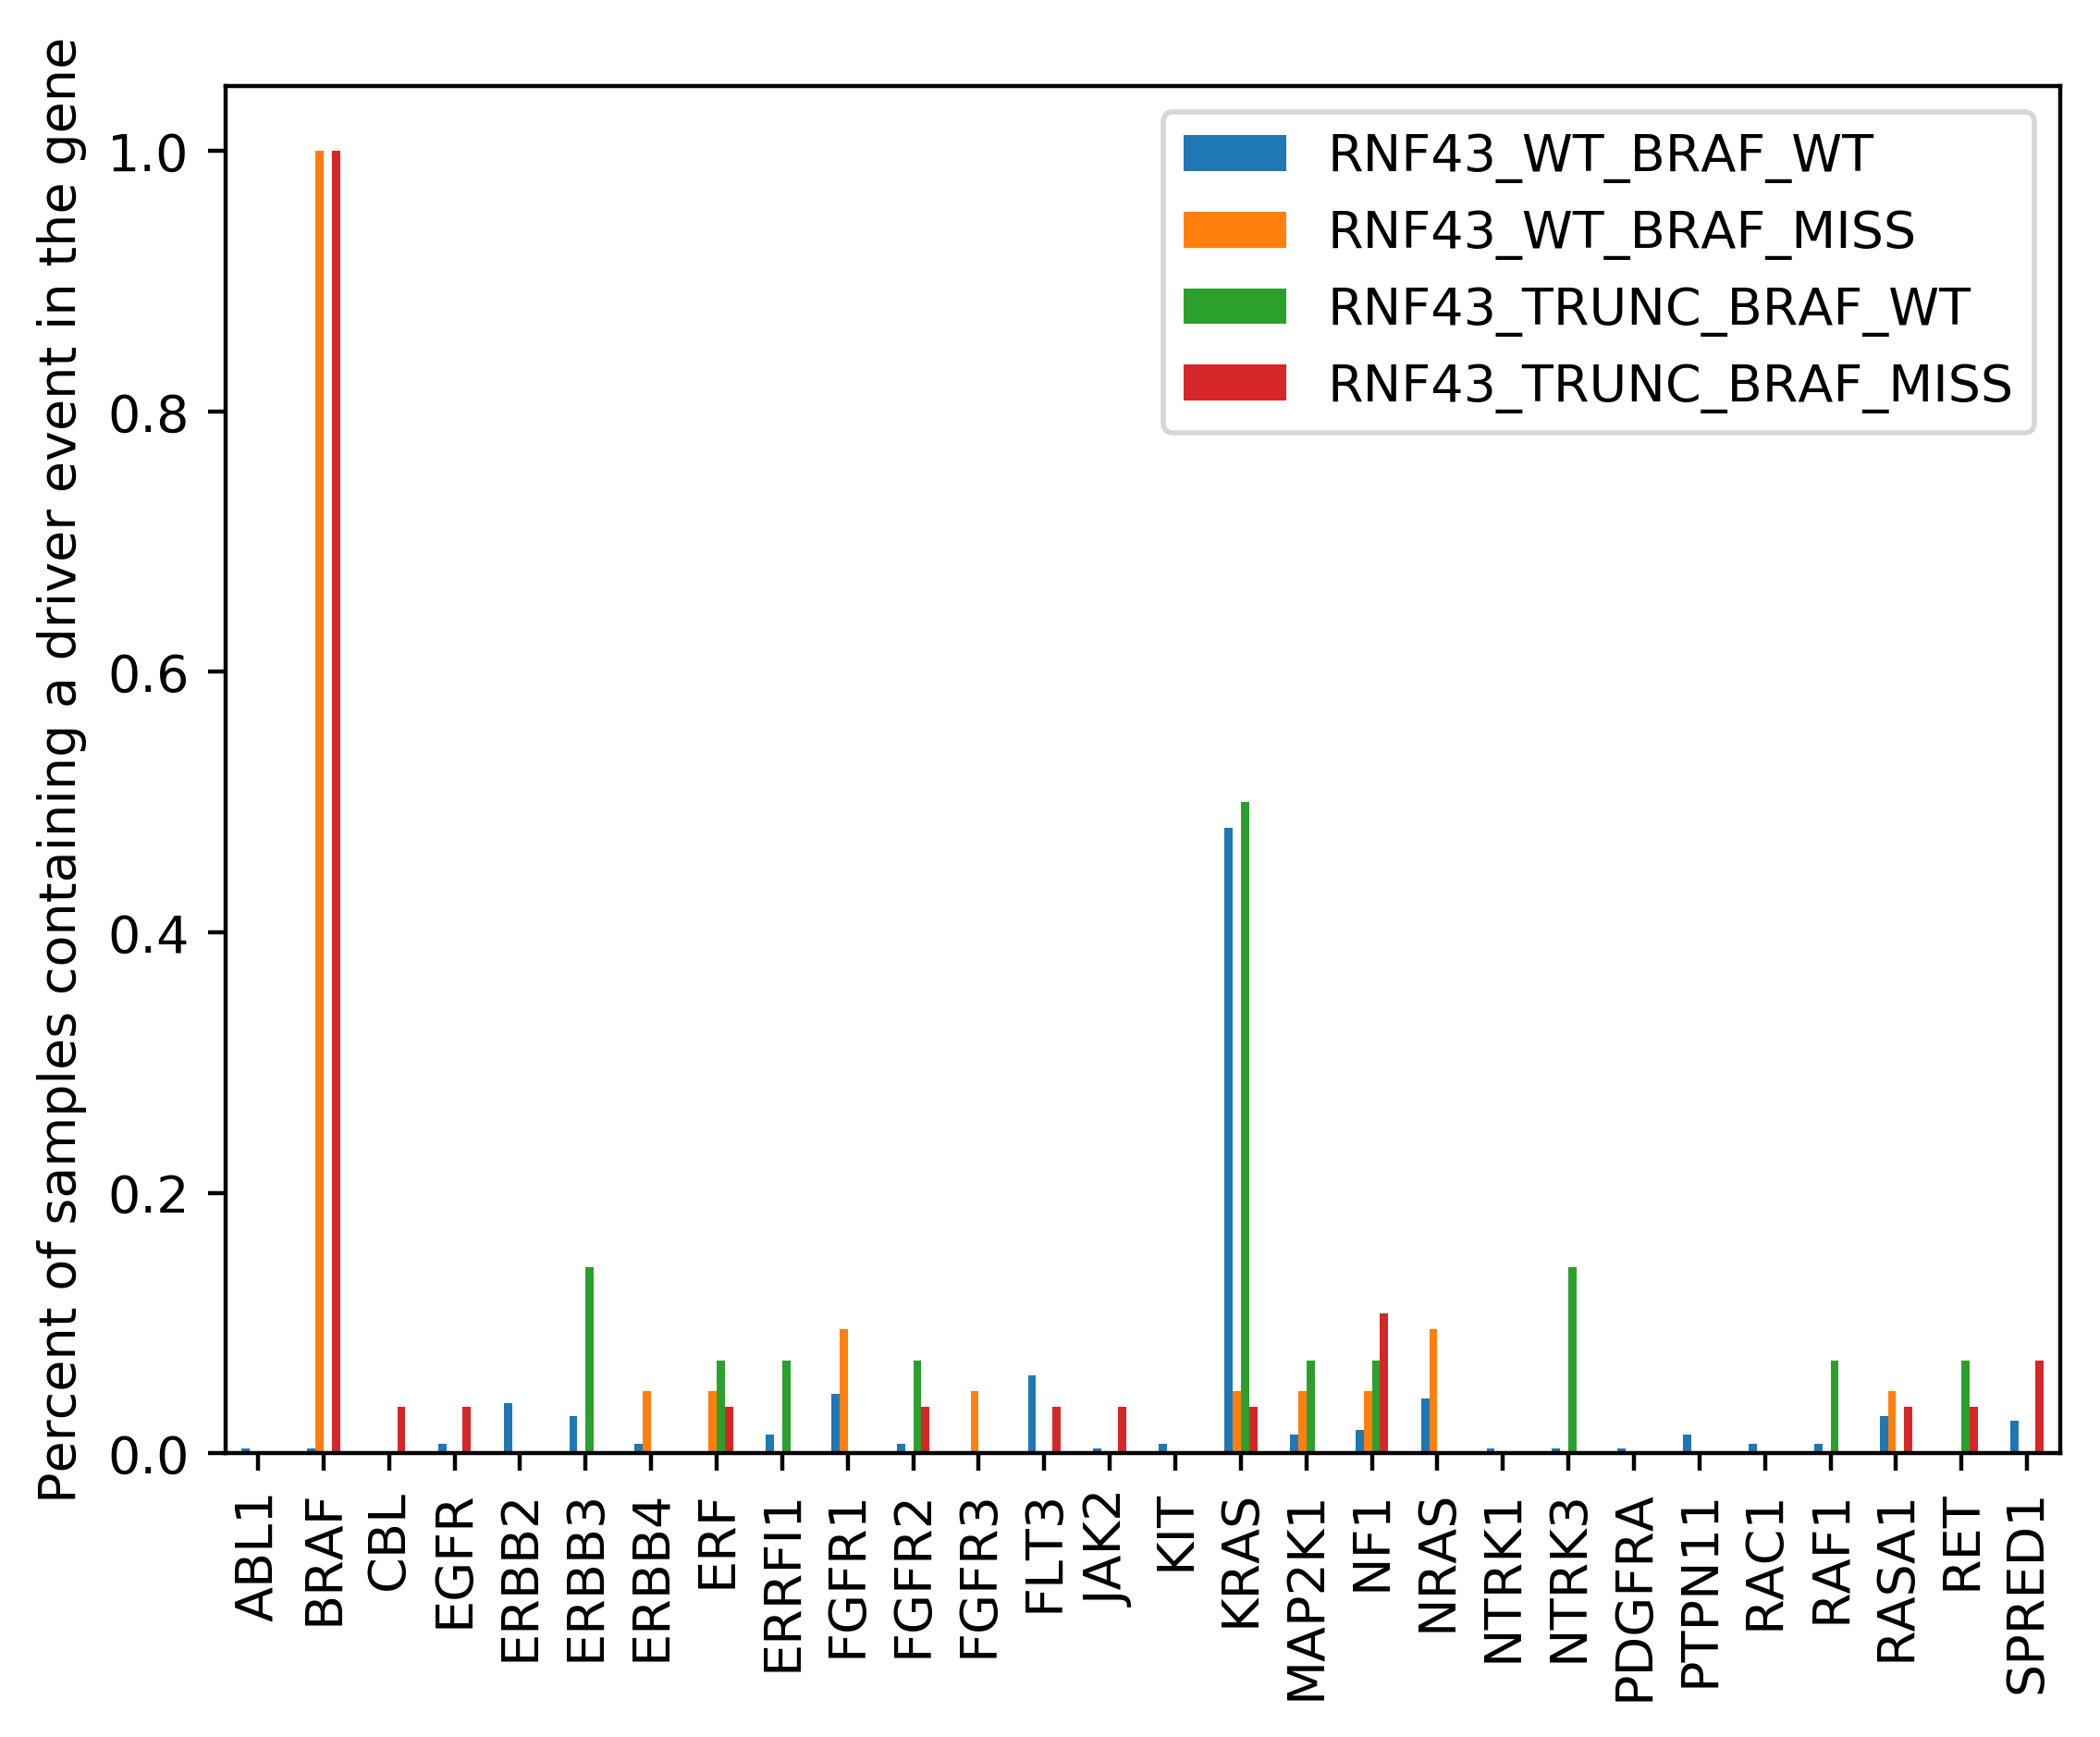 Percent of samples containing a driver event in the gene
1.0
0.8
0.6
0.4
0.2
0.0
RNF43_WT_BRAF_WT
RNF43_WT_BRAF_MISS
RNF43_TRUNC_BRAF_WT
RNF43_TRUNC_BRAF_MISS
ABL1
BRAF
CBL
EGFR
ERBB2
ERBB3
ERBB4
ERF
ERRFI1
FGFR1
FGFR2
FGFR3
FLT3
JAK2
KIT
KRAS
MAP2K1
NF1
NRAS
NTRK1
NTRK3
PDGFRA
PTPN11
RAC1
RAF1
RASA1
RET
SPRED1